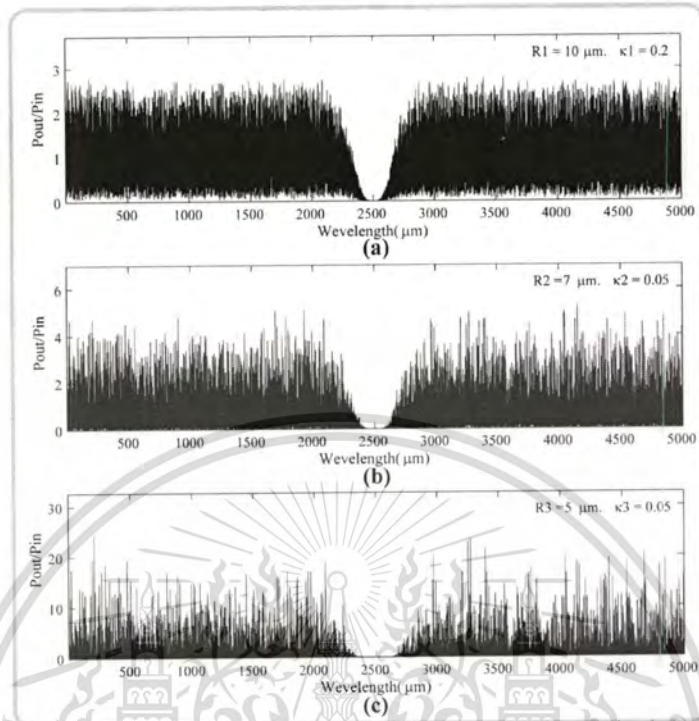 R1 = 10 μm. κ1 = 0.2
3
2
1
0
Pout/Pin
500 1000 1500 2000 2500 3000 3500 4000 4500 5000
Wevelength( μm)
(a)
R2 = 7 μm. κ2 = 0.05
6
4
2
0
Pout/Pin
500 1000 1500 2000 2500 3000 3500 4000 4500 5000
Wevelength( μm)
(b)
R3 =5 μm. κ3 = 0.05
30
20
10
0
Pout/Pin
500 1000 1500 2000 2500 3000 3500 4000 4500 5000
Wevelength( μm)
(c)